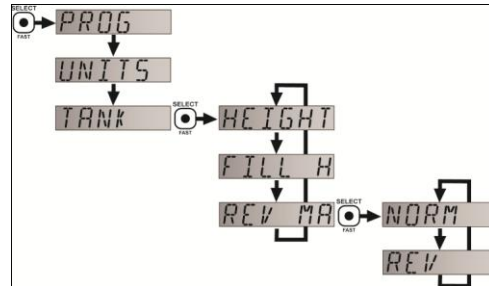 SELECT
FAST
PROG
UNITS
TANK
SELECT
FAST
HEIGHT
FILL H
REV MA
SELECT
FAST
NORM
REV